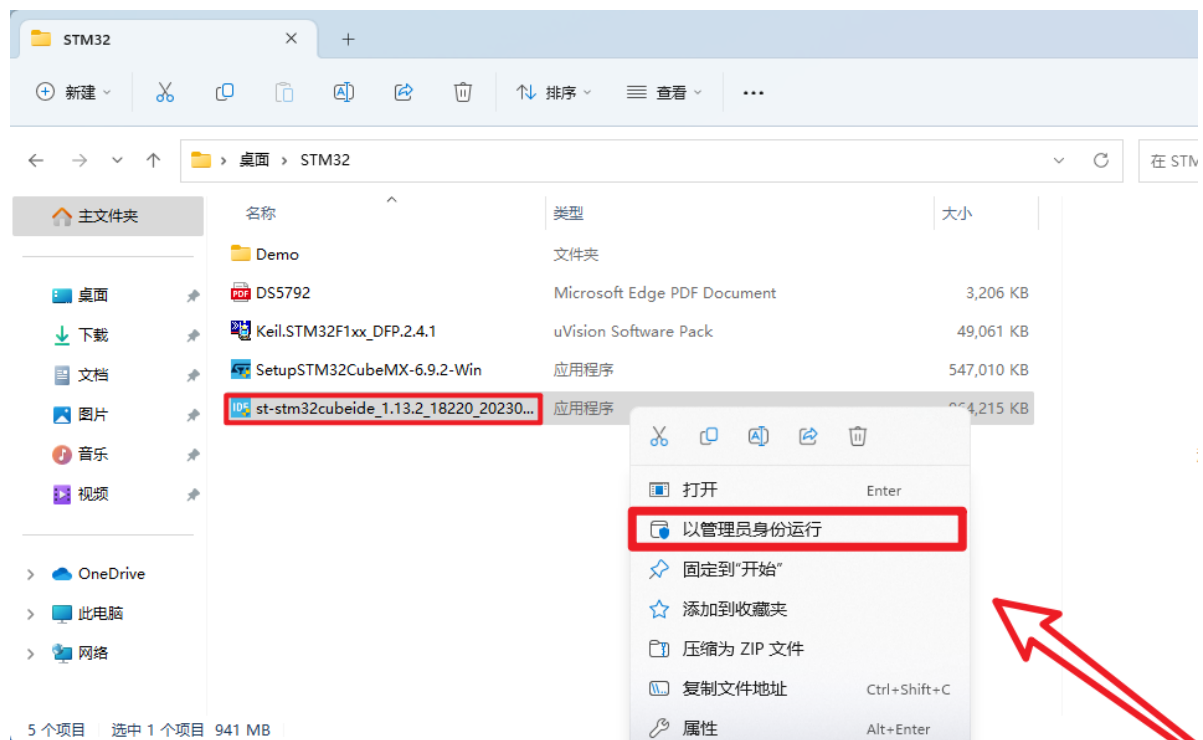 STM32
新建
排序
查看
桌面 › STM32
在 STM
主文件夹
名称
类型
大小
Demo
文件夹
桌面
DS5792
Microsoft Edge PDF Document
3,206 KB
下载
Keil.STM32F1xx_DFP.2.4.1
uVision Software Pack
49,061 KB
文档
SetupSTM32CubeMX-6.9.2-Win
应用程序
547,010 KB
图片
st-stm32cubeide_1.13.2_18220_20230...
应用程序
4,215 KB
音乐
视频
打开 Enter
以管理员身份运行
固定到"开始"
OneDrive
添加到收藏夹
此电脑
压缩为 ZIP 文件
网络
复制文件地址 Ctrl+Shift+C
属性 Alt+Enter
5 个项目 选中 1 个项目 941 MB